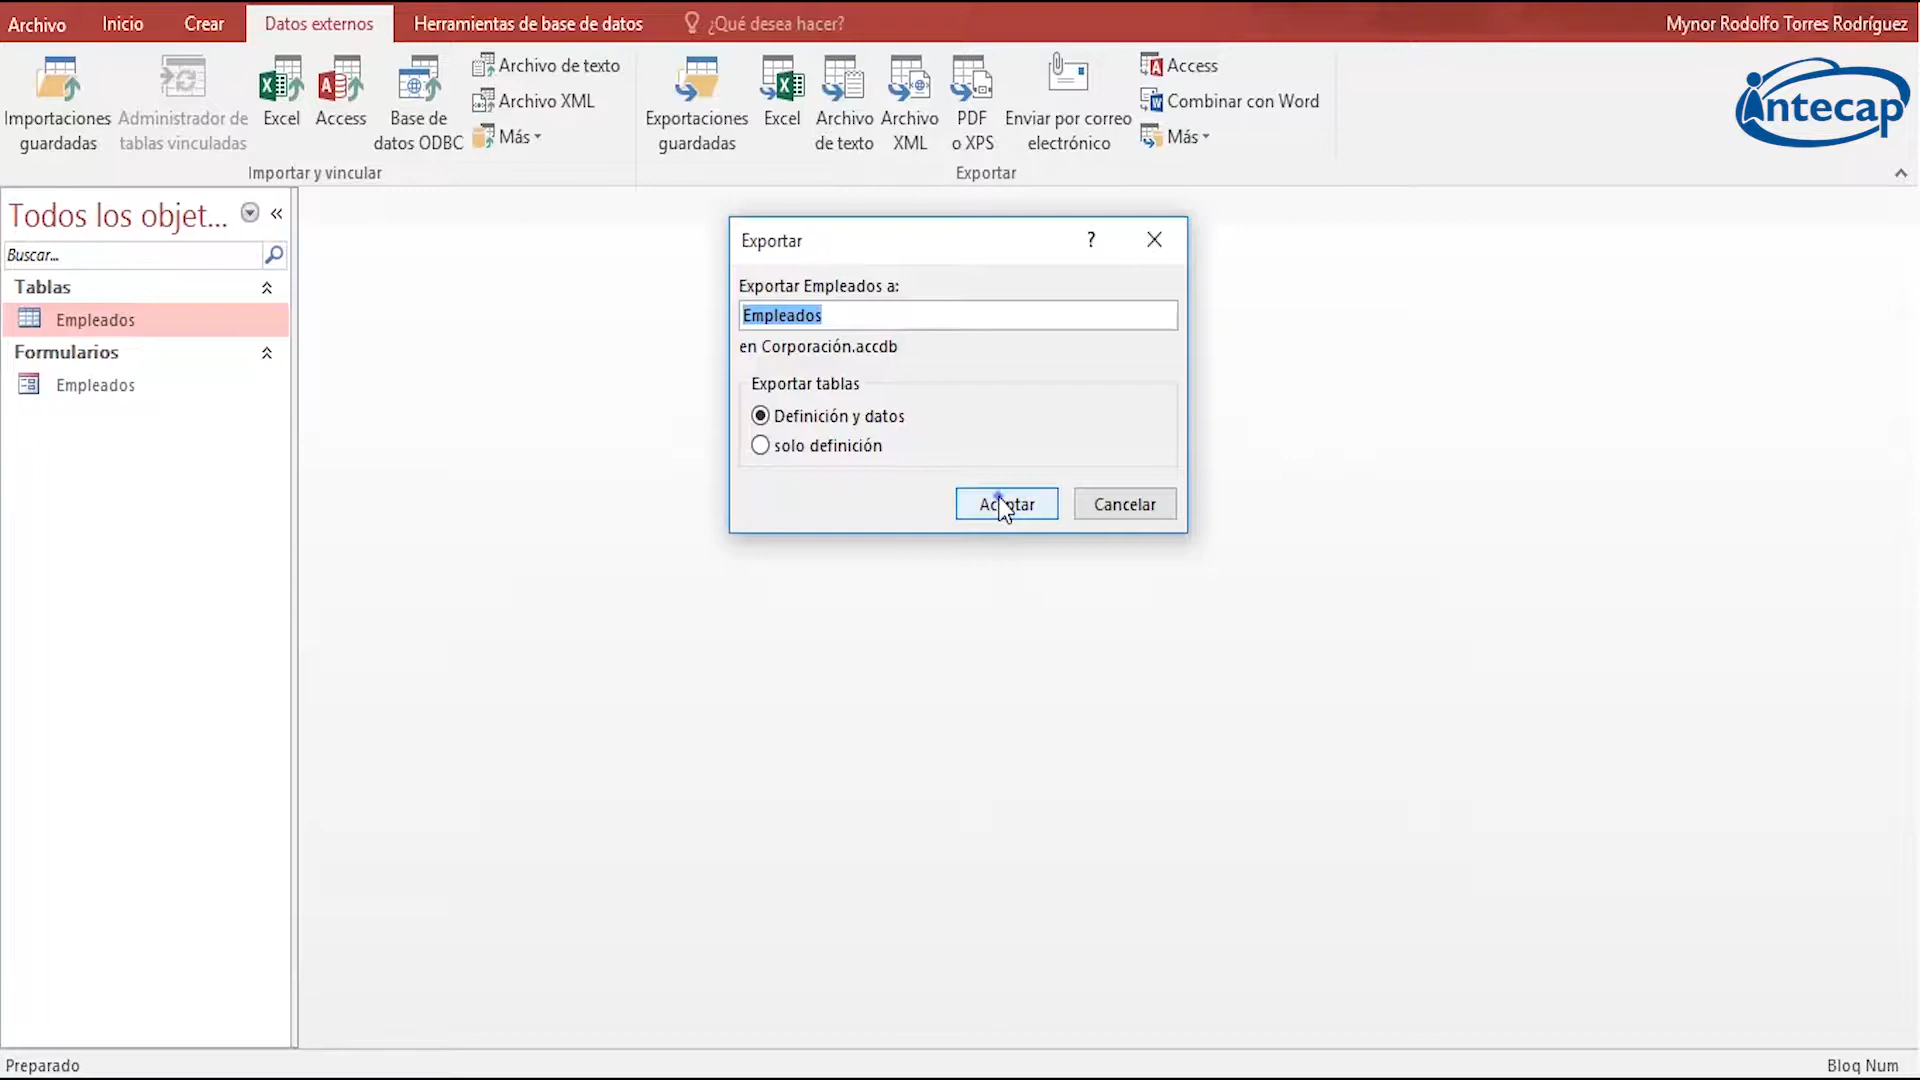 Archivo Inicio Crear Datos externos Herramientas de base de datos ¿Qué desea hacer? Mynor Rodolfo Torres Rodríguez
Importaciones guardadas
Administrador de tablas vinculadas
Excel
Access
Base de datos ODBC
Archivo de texto
Archivo XML
Más
Importar y vincular
Exportaciones guardadas
Excel
Archivo de texto
Archivo XML
PDF o XPS
Enviar por correo electrónico
Access
Combinar con Word
Más
Exportar
intecap
Todos los objet... «
Buscar...
Tablas
Empleados
Formularios
Empleados
Exportar ?
Exportar Empleados a:
Empleados
en Corporación.accdb
Exportar tablas
Definición y datos
solo definición
Aceptar Cancelar
Preparado Bloq Num